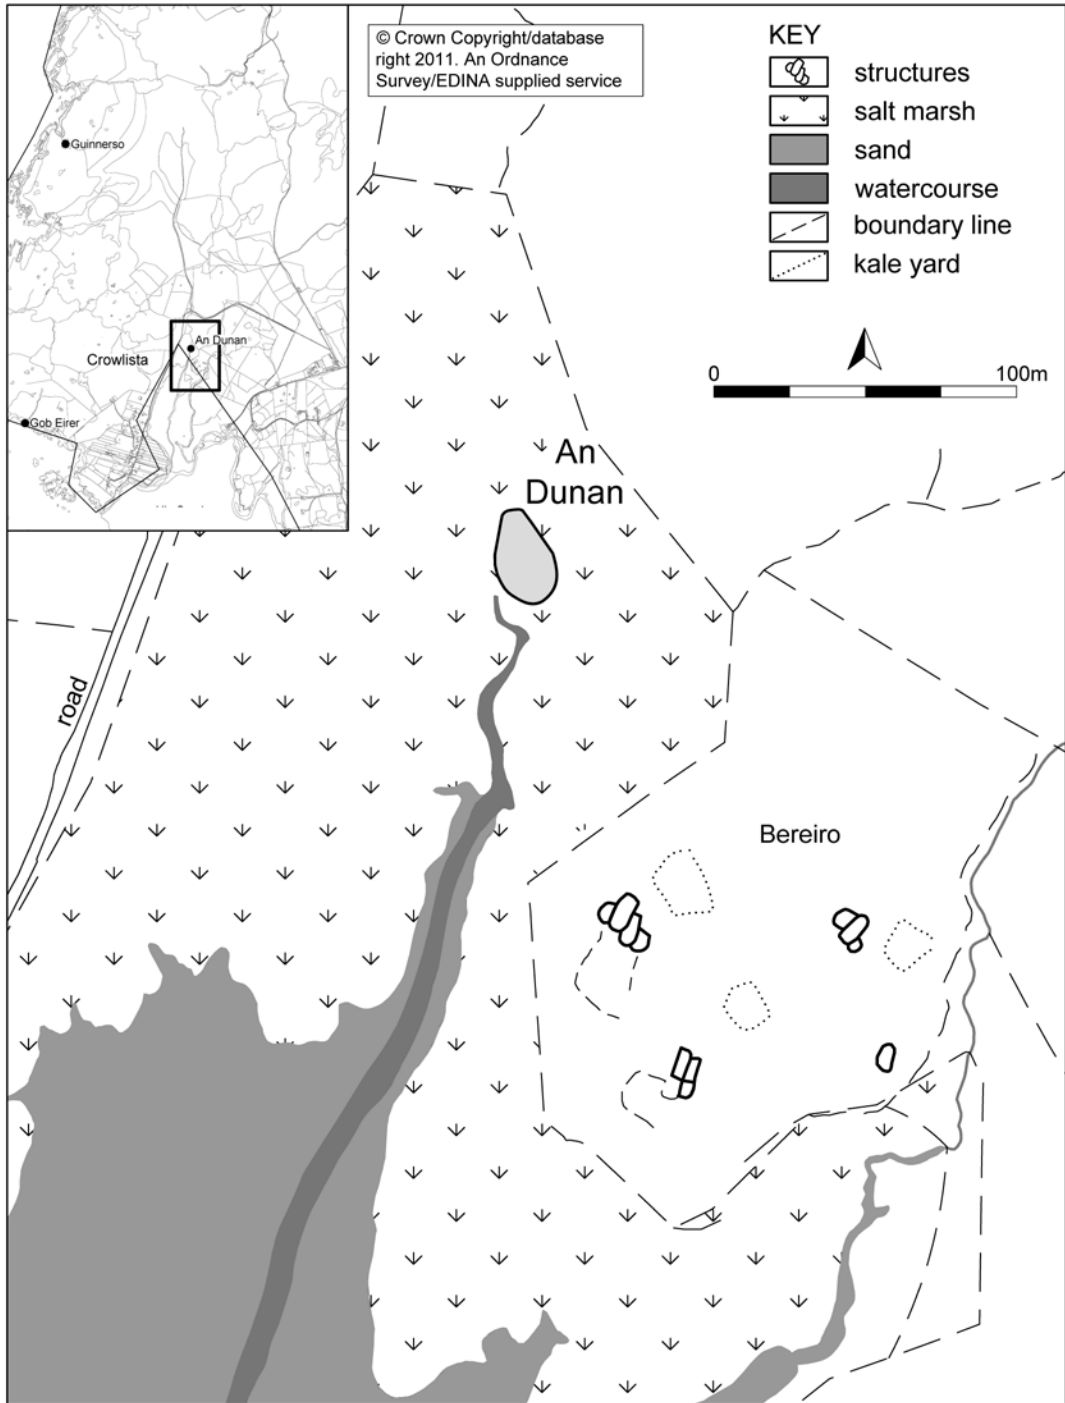 © Crown Copyright/database
right 2011. An Ordnance
Survey/EDINA supplied service
KEY
structures
salt marsh
sand
watercourse
boundary line
kale yard
0 100m
Guinnerso
An Dunan
Crowlista
Gob Eirer
An
Dunan
road
Bereiro